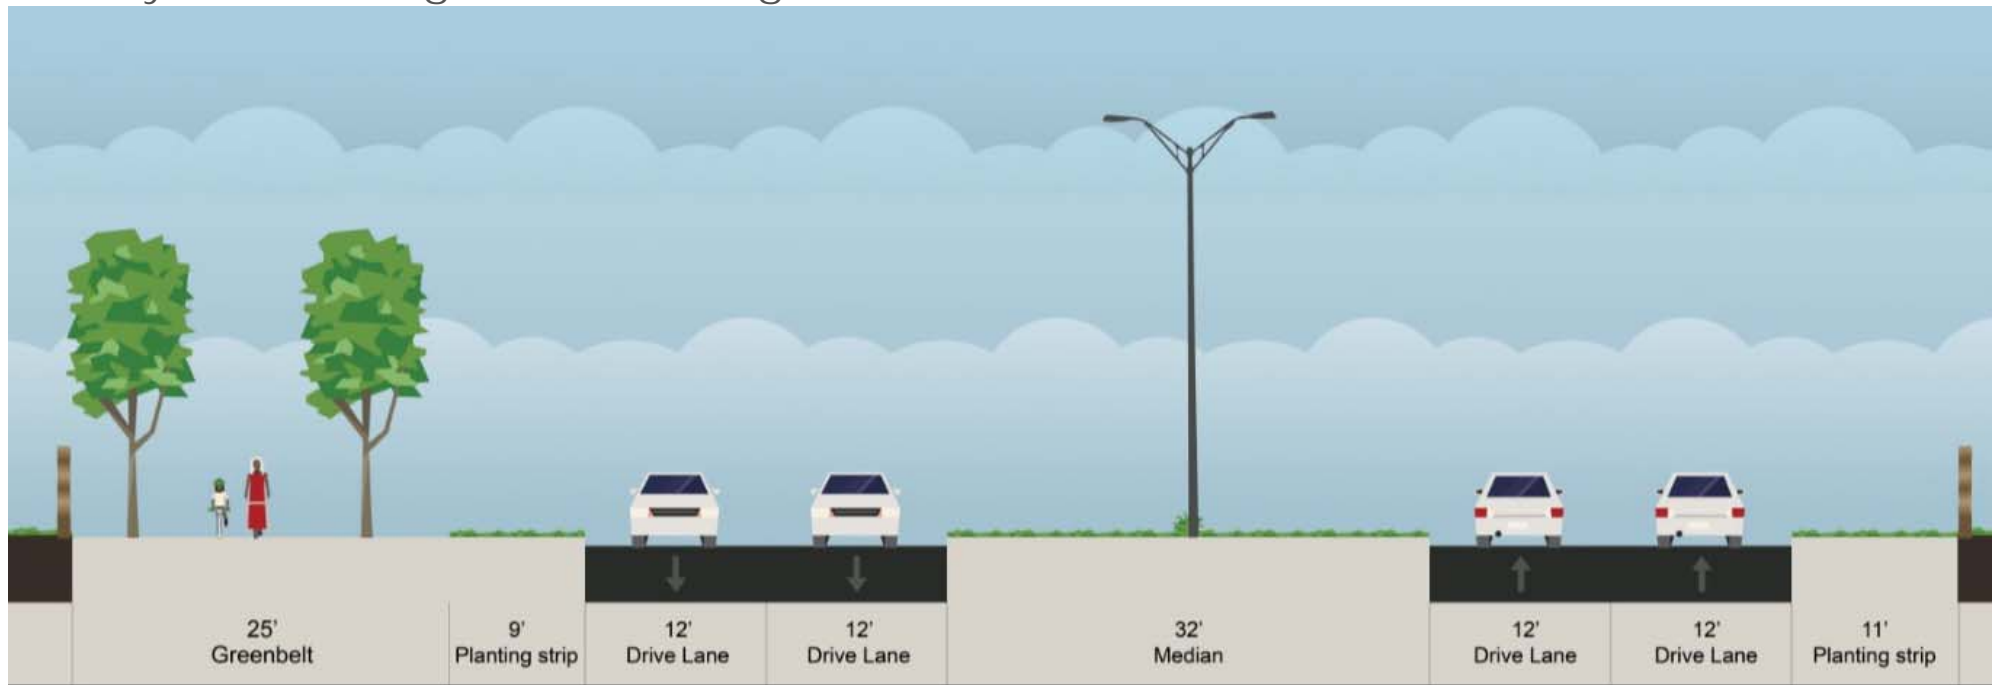 25'
Greenbelt
9'
Planting strip
12'
Drive Lane
12'
Drive Lane
32'
Median
12'
Drive Lane
12'
Drive Lane
11'
Planting strip